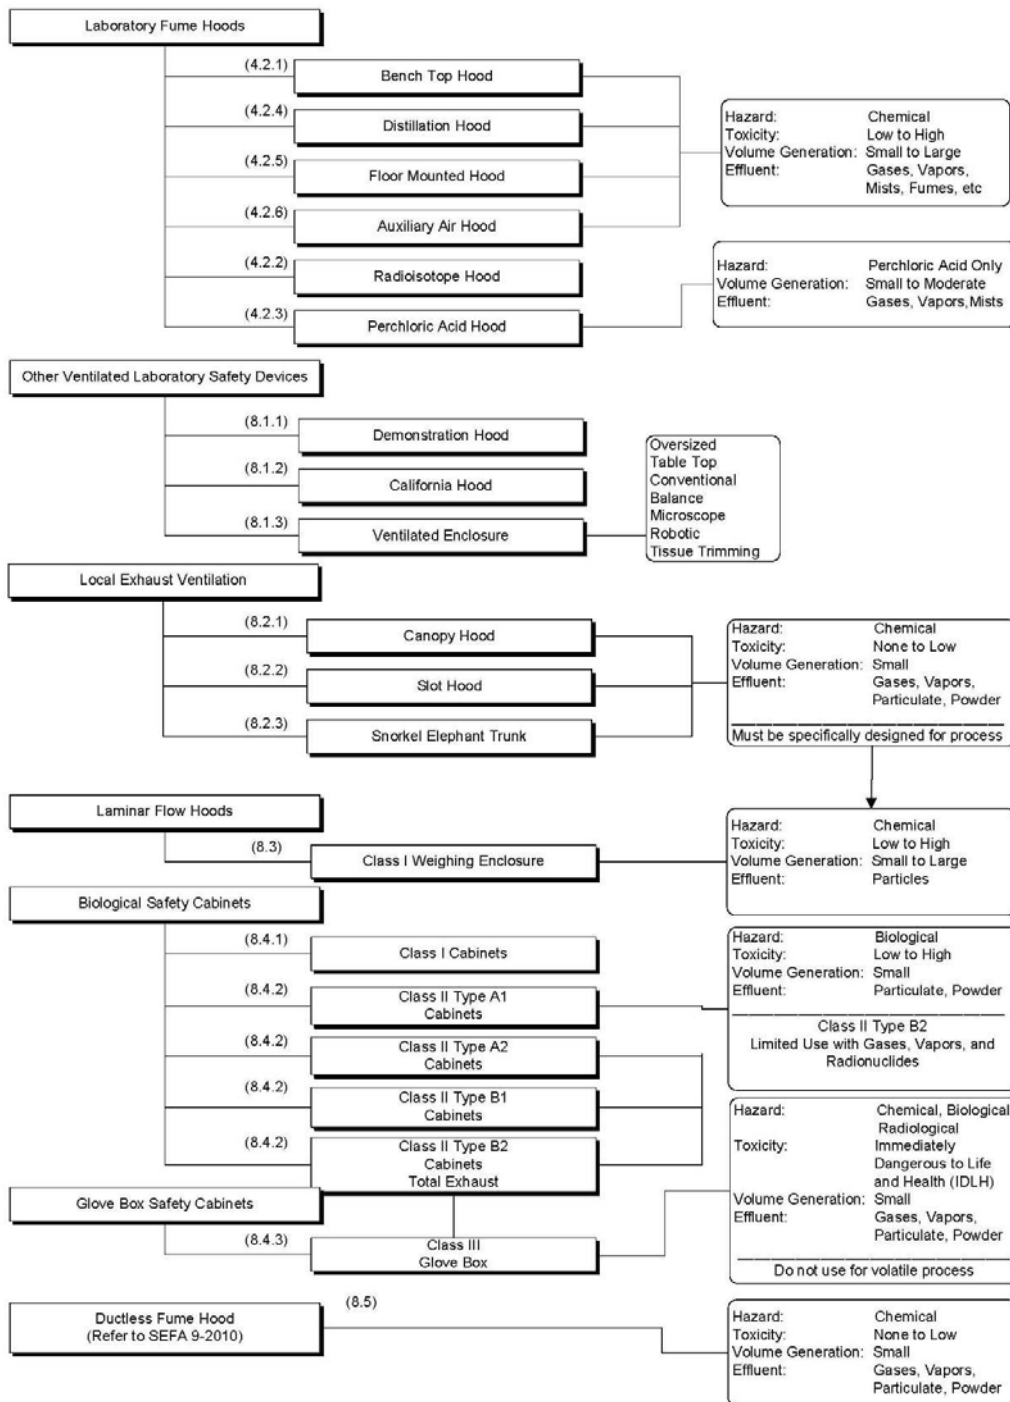 Laboratory Fume Hoods
(4.2.1)
Bench Top Hood
(4.2.4)
Distillation Hood
(4.2.5)
Floor Mounted Hood
(4.2.6)
Auxiliary Air Hood
(4.2.2)
Radioisotope Hood
(4.2.3)
Perchloric Acid Hood
Hazard: Chemical
Toxicity: Low to High
Volume Generation: Small to Large
Effluent: Gases, Vapors,
Mists, Fumes, etc
Hazard: Perchloric Acid Only
Volume Generation: Small to Moderate
Effluent: Gases, Vapors,Mists
Other Ventilated Laboratory Safety Devices
(8.1.1)
Demonstration Hood
(8.1.2)
California Hood
(8.1.3)
Ventilated Enclosure
Oversized
Table Top
Conventional
Balance
Microscope
Robotic
Tissue Trimming
Local Exhaust Ventilation
(8.2.1)
Canopy Hood
(8.2.2)
Slot Hood
(8.2.3)
Snorkel Elephant Trunk
Hazard: Chemical
Toxicity: None to Low
Volume Generation: Small
Effluent: Gases, Vapors,
Particulate, Powder
Must be specifically designed for process
Laminar Flow Hoods
(8.3)
Class I Weighing Enclosure
Hazard: Chemical
Toxicity: Low to High
Volume Generation: Small to Large
Effluent: Particles
Biological Safety Cabinets
(8.4.1)
Class I Cabinets
(8.4.2)
Class II Type A1
Cabinets
(8.4.2)
Class II Type A2
Cabinets
(8.4.2)
Class II Type B1
Cabinets
(8.4.2)
Class II Type B2
Cabinets
Total Exhaust
Hazard: Biological
Toxicity: Low to High
Volume Generation: Small
Effluent: Particulate, Powder
Class II Type B2
Limited Use with Gases, Vapors, and
Radionuclides
Glove Box Safety Cabinets
(8.4.3)
Class III
Glove Box
Hazard: Chemical, Biological
Radiological
Toxicity: Immediately
Dangerous to Life
and Health (IDLH)
Volume Generation: Small
Effluent: Gases, Vapors,
Particulate, Powder
Do not use for volatile process
Ductless Fume Hood
(Refer to SEFA 9-2010)
(8.5)
Hazard: Chemical
Toxicity: None to Low
Volume Generation: Small
Effluent: Gases, Vapors,
Particulate, Powder